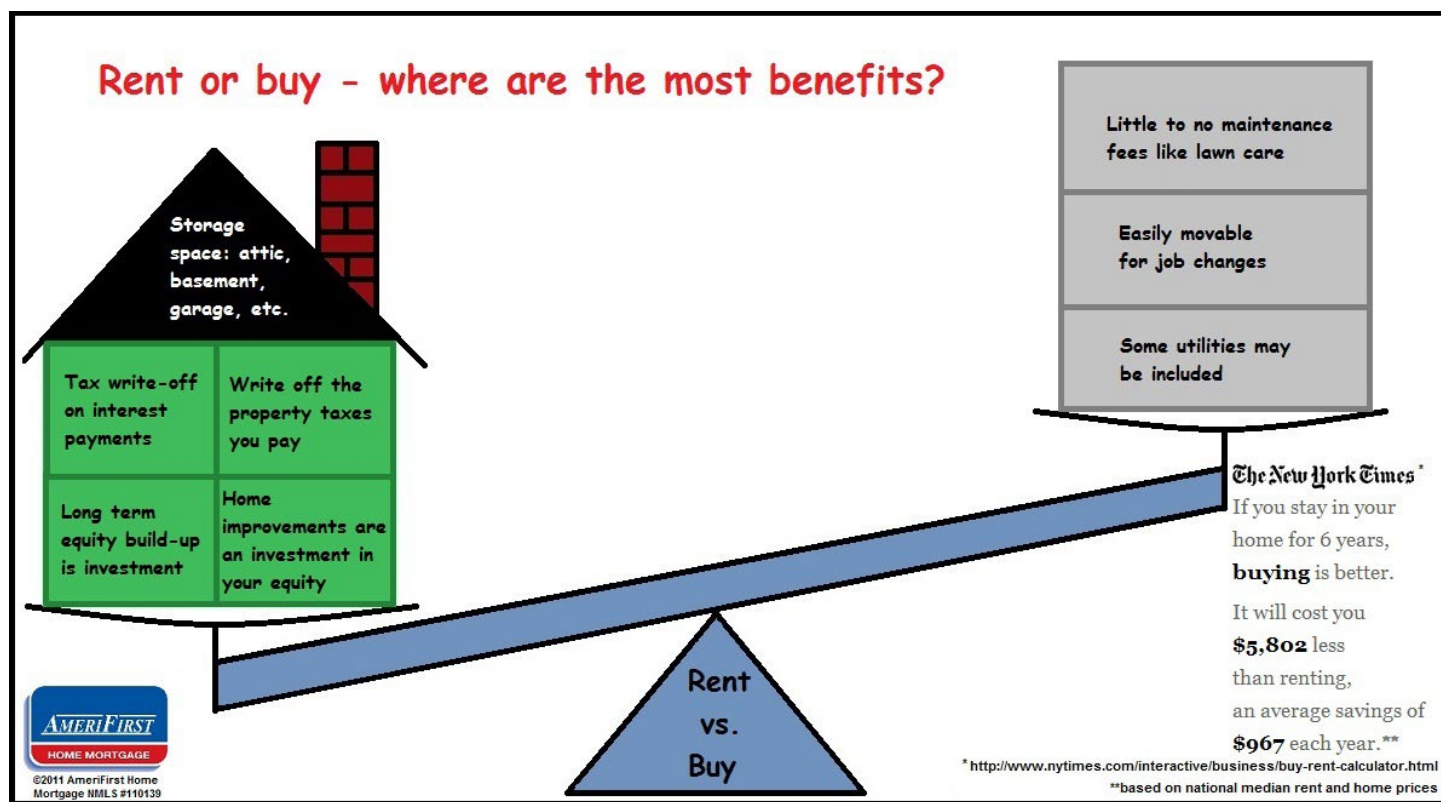 Rent or buy - where are the most benefits?
Storage
space: attic,
basement,
garage, etc.
Tax write-off
on interest
payments
Write off the
property taxes
you pay
Long term
equity build-up
is investment
Home
improvements are
an investment in
your equity
Little to no maintenance
fees like lawn care
Easily movable
for job changes
Some utilities may
be included
Rent
vs.
Buy
The New York Times *
If you stay in your
home for 6 years,
buying is better.
It will cost you
$5,802 less
than renting,
an average savings of
$967 each year.**
AMERIFIRST
HOME MORTGAGE
©2011 AmeriFirst Home
Mortgage NMLS #110139
* http://www.nytimes.com/interactive/business/buy-rent-calculator.html
**based on national median rent and home prices